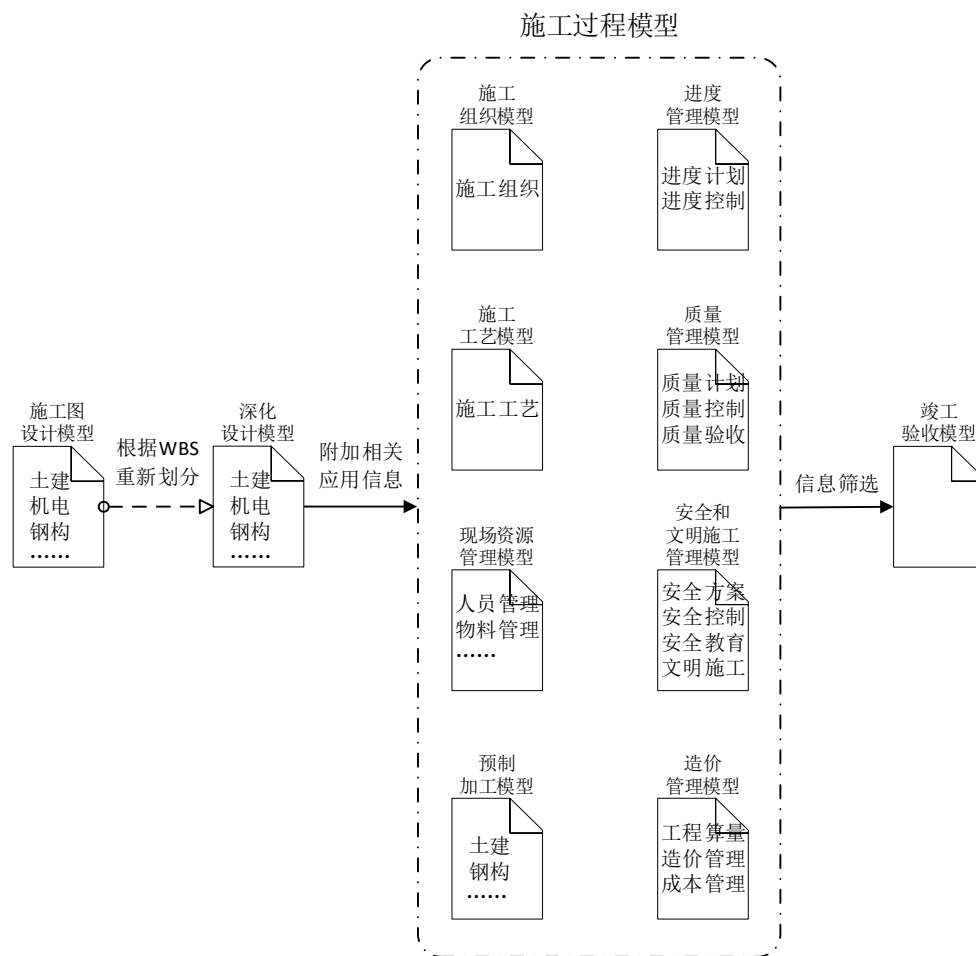 施工过程模型
施工
组织模型
施工组织
进度
管理模型
进度计划
进度控制
施工
工艺模型
施工工艺
质量
管理模型
质量计划
质量控制
质量验收
施工图
设计模型
土建
机电
钢构
……
根据WBS
重新划分
深化
设计模型
土建
机电
钢构
……
附加相关
应用信息
现场资源
管理模型
人员管理
物料管理
……
安全和
文明施工
管理模型
安全方案
安全控制
安全教育
文明施工
预制
加工模型
土建
钢构
……
造价
管理模型
工程算量
造价管理
成本管理
信息筛选
竣工
验收模型